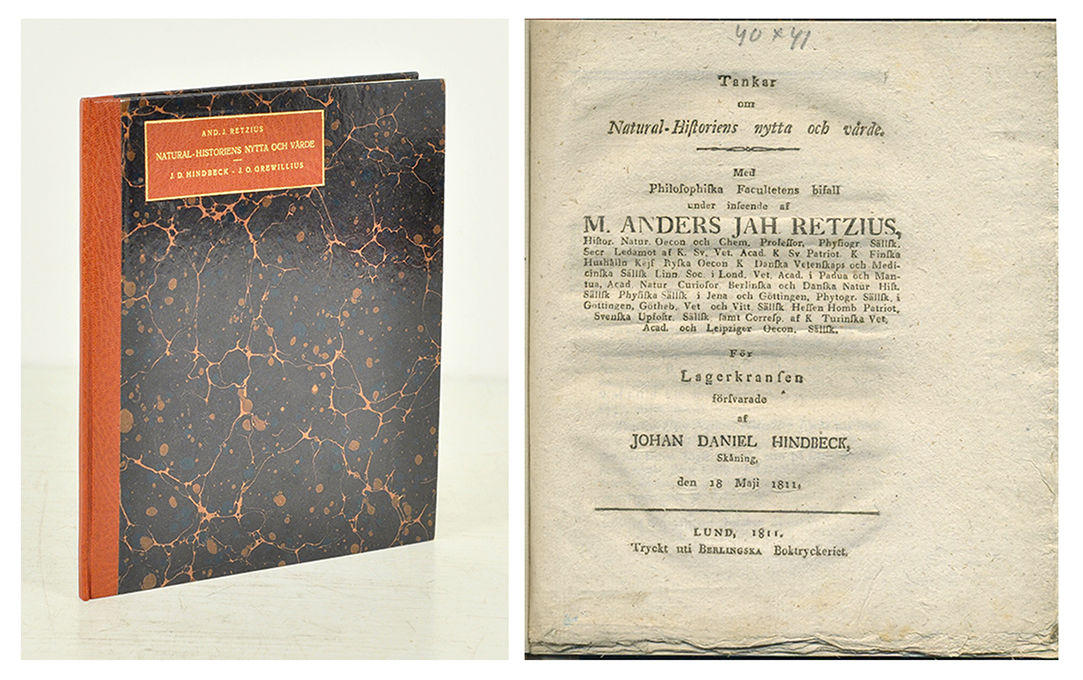 AND. J. RETZIUS
NATURAL-HISTORIENS NYTTA OCH VÄRDE
J. D. HINDBECK - J. O. GREWILLIUS
40 x 41
Tankar
om
Natural-Hiſtoriens nytta och värde.
Med
Philoſophiſka Facultetens bifall
under inſeende af
M. ANDERS JAH RETZIUS,
Hiſtor. Natur. Oecon och Chem. Profeſſor, Phyſiogr. Sällſk.
Secr Ledamot af K. Sv. Vet. Acad. K Sv Patriot. K Finſka
Hushålln Kejſ Ryſka Oecon K Danſka Vetenſkaps och Medi-
cinſka Sällſk Linn. Soc. i Lond. Vet. Acad. i Padua och Man-
tua, Acad. Natur Curioſor Berlinſka och Danſka Natur Hiſt.
Sällſk Phyſiſka Sällſk i Jena och Göttingen, Phytogr. Sällſk. i
Göttingen, Götheb. Vet och Vitt. Sällſk Heſſen Homb Patriot,
Svenſka Upfoſtr. Sällſk. ſamt Correſp. af K Turinſka Vet.
Acad. och Leipziger Oecon. Sällſk.
För
Lagerkranſen
förſvarade
af
JOHAN DANIEL HINDBECK,
Skåning,
den 18 Maji 1811.
LUND, 1811.
Tryckt uti BERLINGSKA Boktryckeriet.